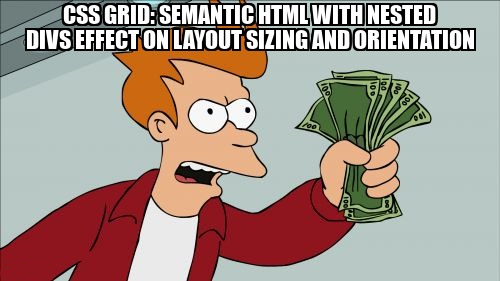 CSS GRID: SEMANTIC HTML WITH NESTED
DIVS EFFECT ON LAYOUT SIZING AND ORIENTATION